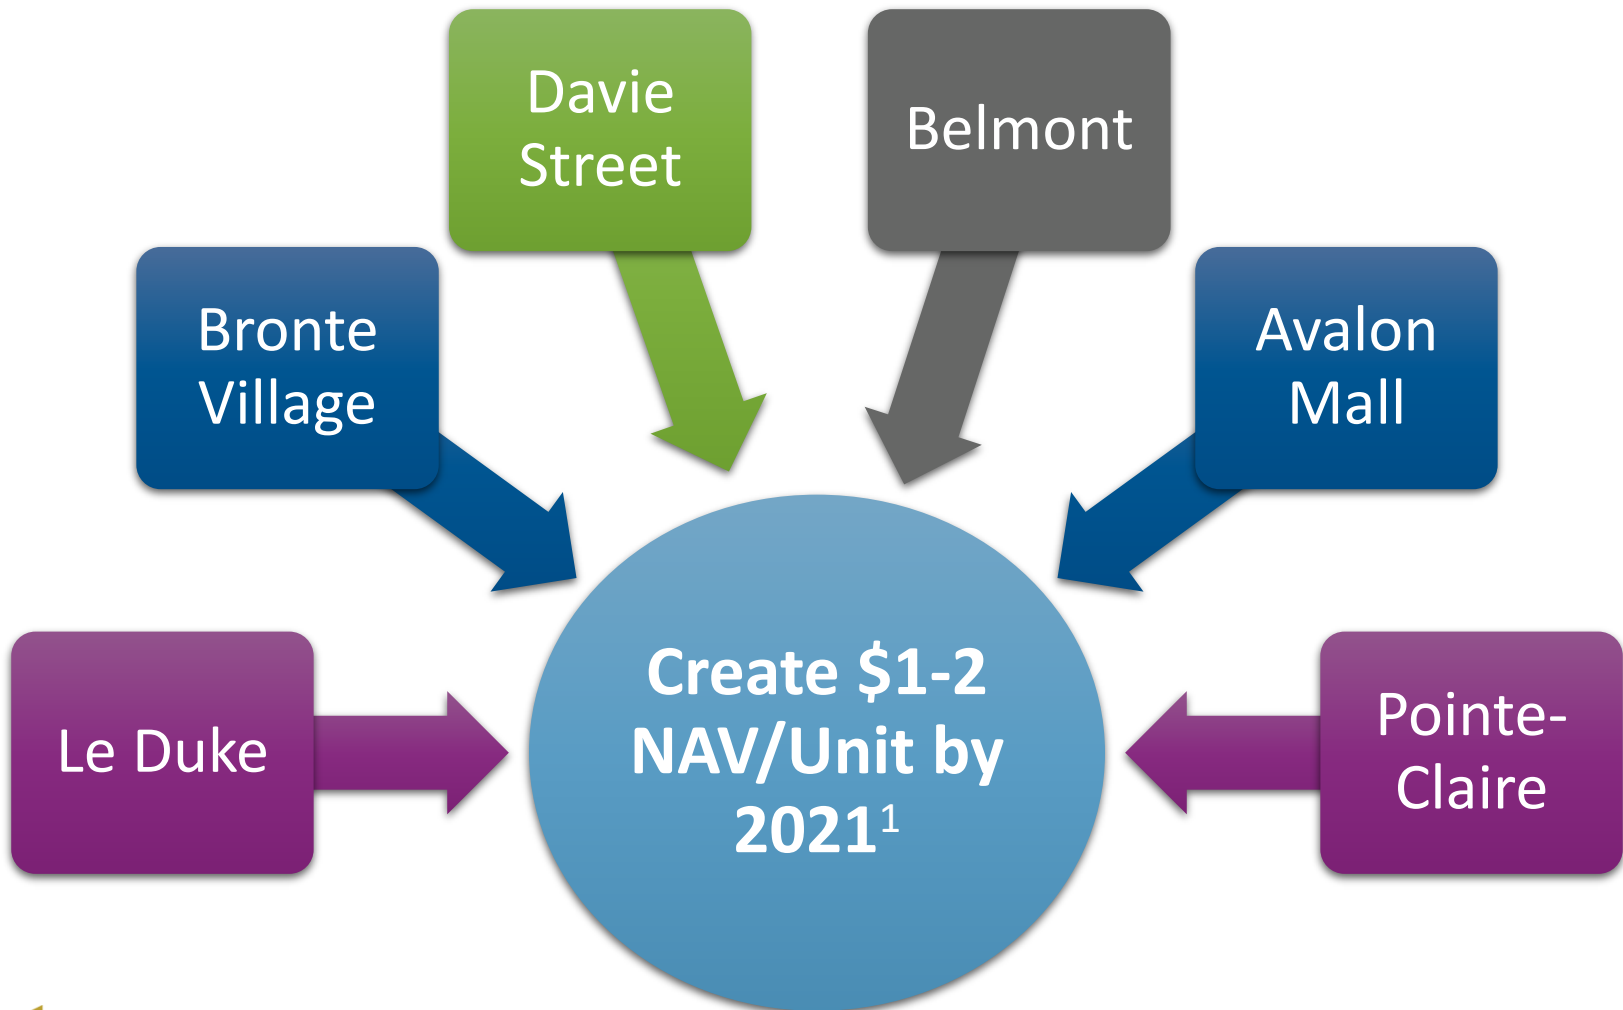 Davie
Street
Belmont
Bronte
Village
Avalon
Mall
Le Duke
Create $1-2
NAV/Unit by
2021¹
Pointe-
Claire